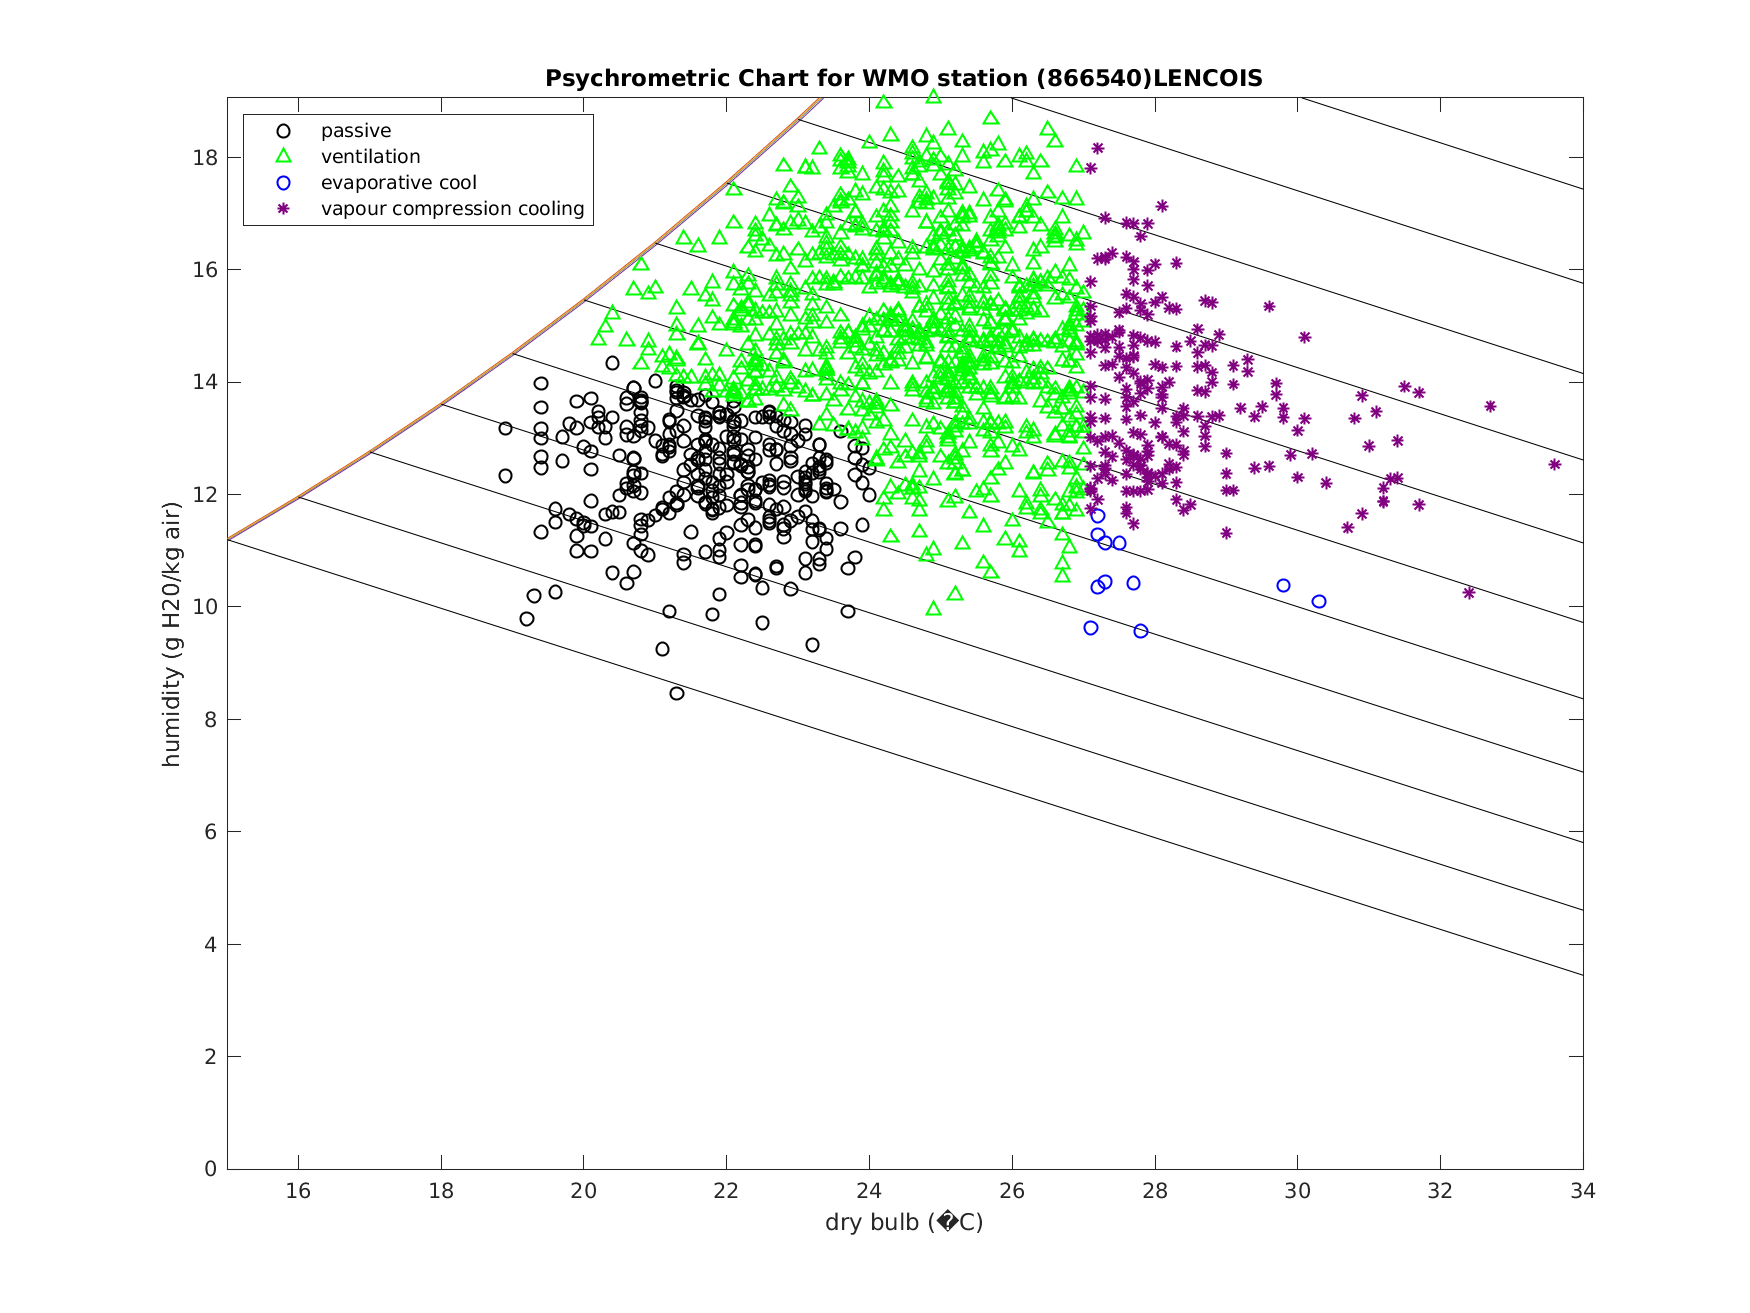 Psychrometric Chart for WMO station (866540)LENCOIS
passive
ventilation
evaporative cool
vapour compression cooling
humidity (g H20/kg air)
18
16
14
12
10
8
6
4
2
0
16 18 20 22 24 26 28 30 32 34
dry bulb (�C)